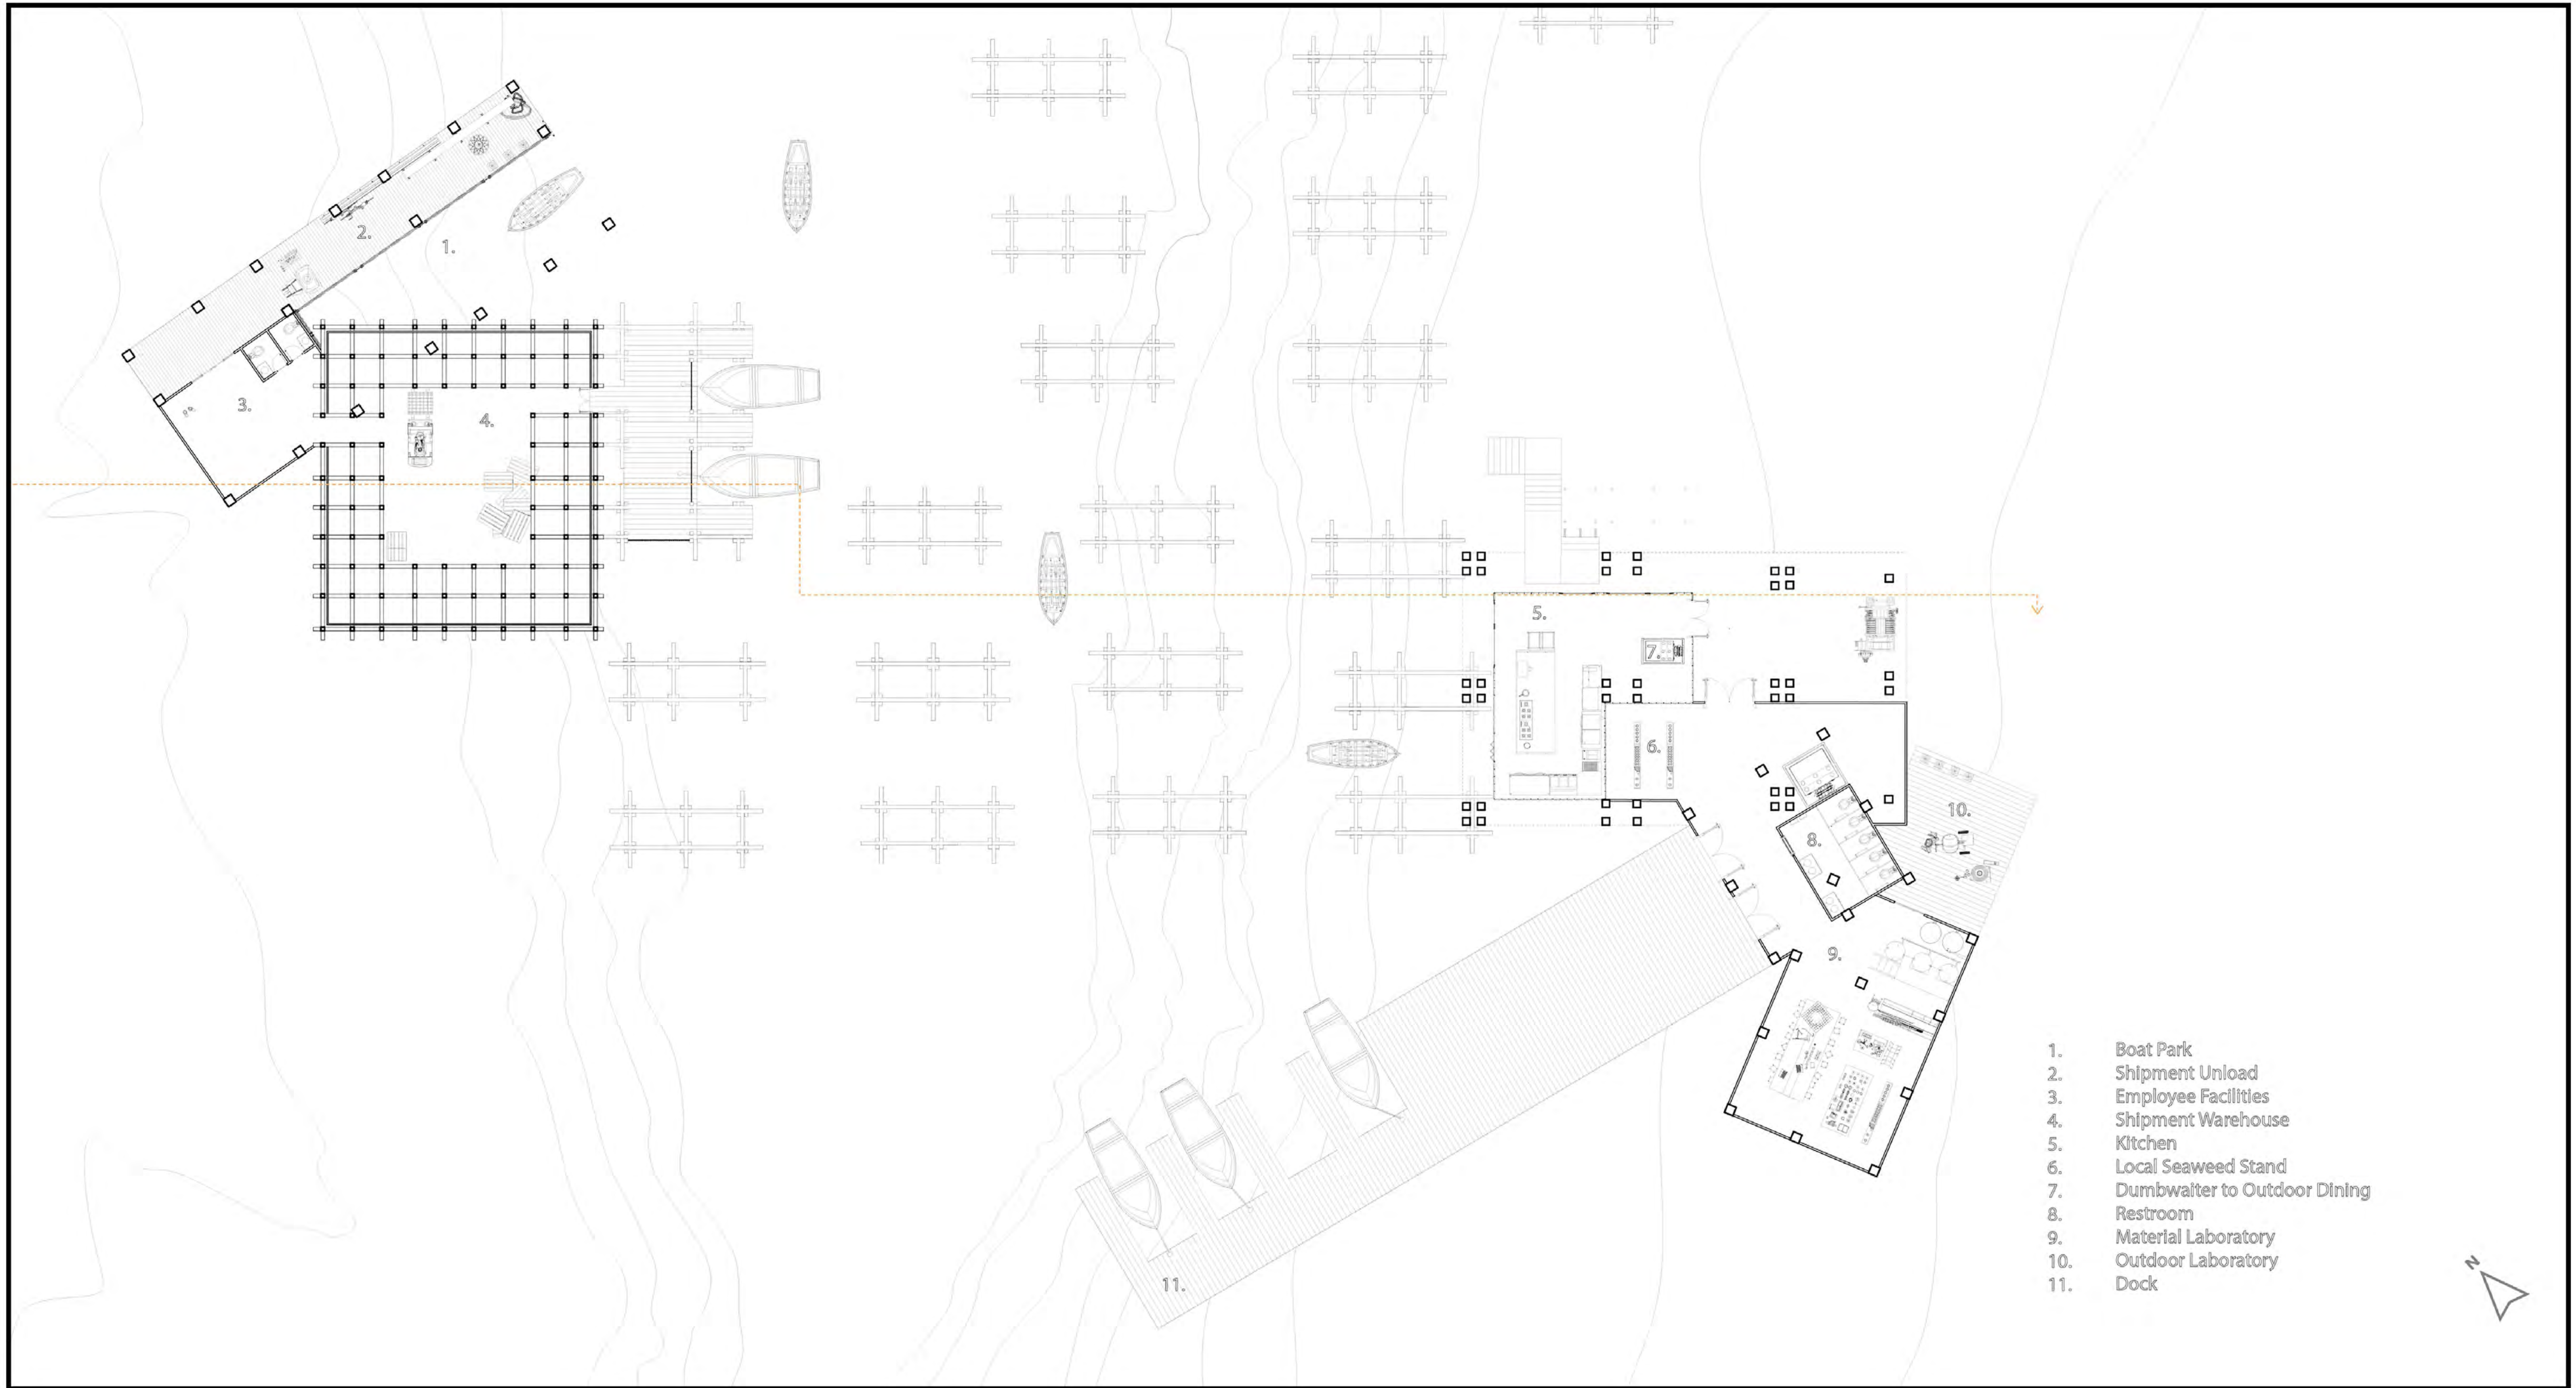 2.
1.
3.
4.
5.
7.
6.
10.
8.
9.
11.
1. Boat Park
2. Shipment Unload
3. Employee Facilities
4. Shipment Warehouse
5. Kitchen
6. Local Seaweed Stand
7. Dumbwaiter to Outdoor Dining
8. Restroom
9. Material Laboratory
10. Outdoor Laboratory
11. Dock
N